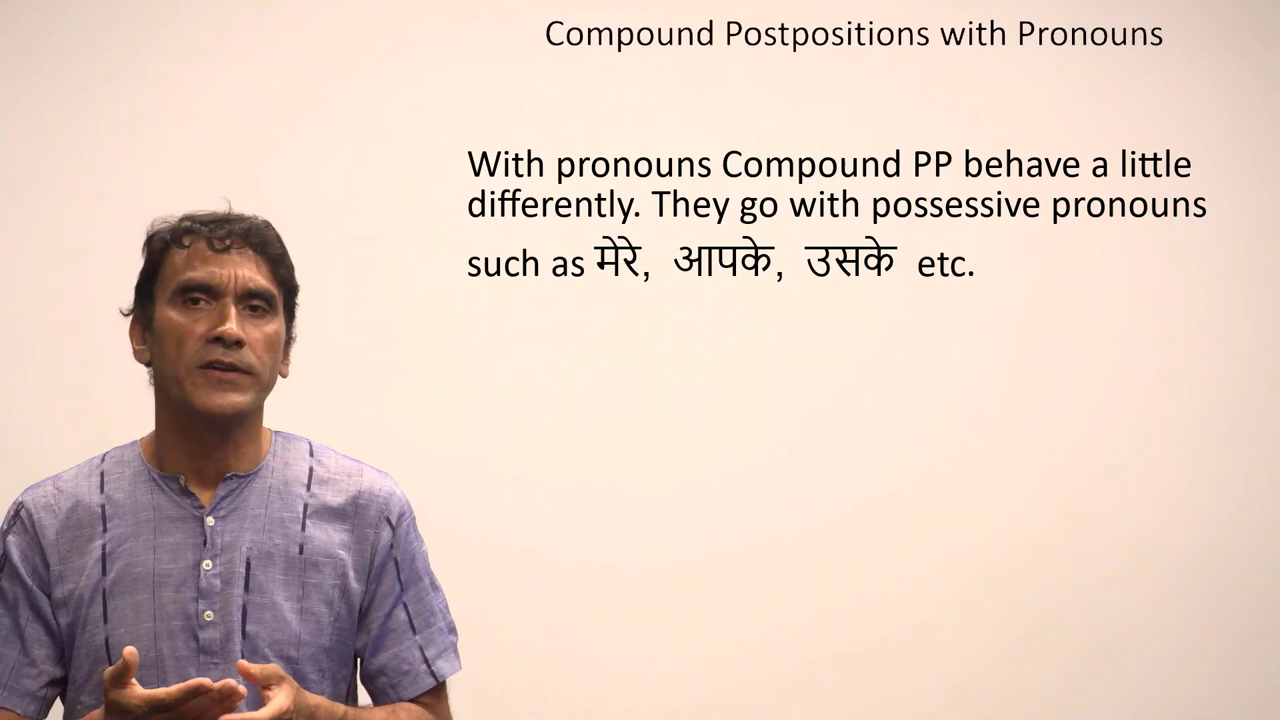 Compound Postpositions with Pronouns
With pronouns Compound PP behave a little
differently. They go with possessive pronouns
such as मेरे, आपके, उसके etc.